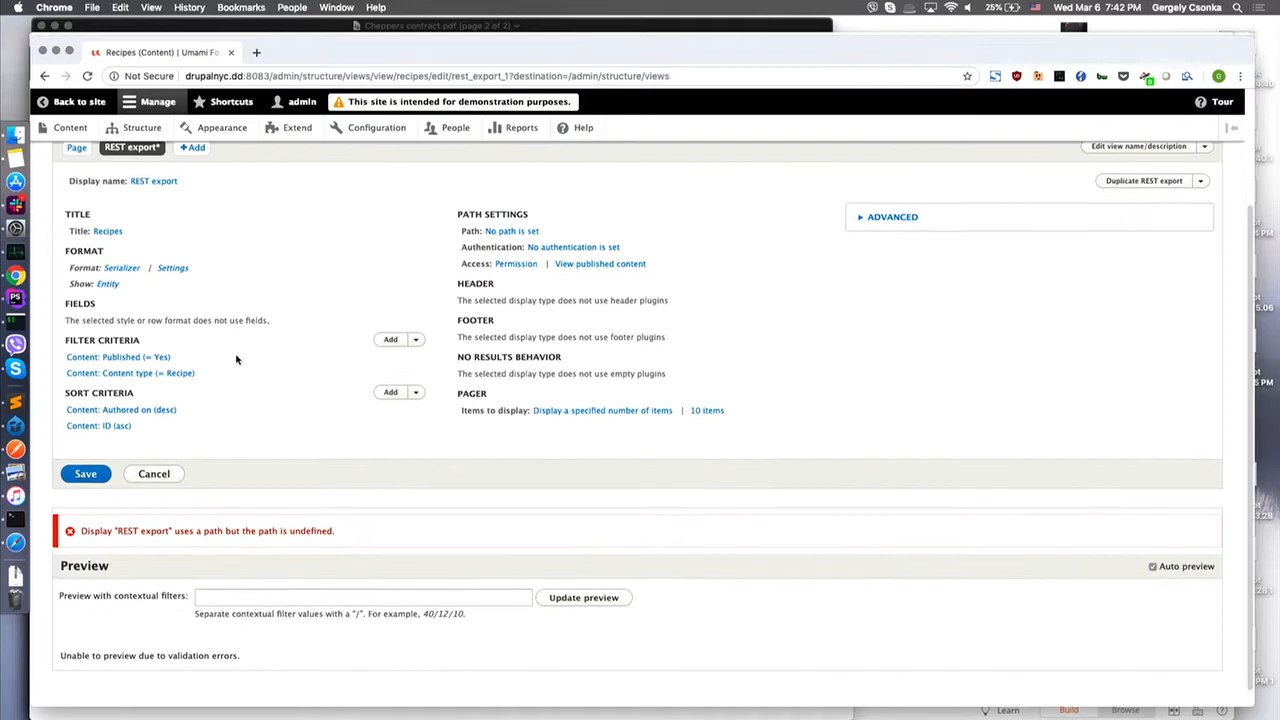 Chrome File Edit View History Bookmarks People Window Help 25% Wed Mar 6 7:42 PM Gergely Csonka
Cheppers contract.pdf (page 2 of 2)
Recipes (Content) | Umami Fo
Not Secure drupalnyc.dd:8083/admin/structure/views/view/recipes/edit/rest_export_1?destination=/admin/structure/views
Back to site Manage Shortcuts admin This site is intended for demonstration purposes. Tour
Content Structure Appearance Extend Configuration People Reports Help
Page REST export* + Add Edit view name/description
Display name: REST export Duplicate REST export
TITLE
Title: Recipes
FORMAT
Format: Serializer | Settings
Show: Entity
FIELDS
The selected style or row format does not use fields.
FILTER CRITERIA Add
Content: Published (= Yes)
Content: Content type (= Recipe)
SORT CRITERIA Add
Content: Authored on (desc)
Content: ID (asc)
PATH SETTINGS
Path: No path is set
Authentication: No authentication is set
Access: Permission | View published content
HEADER
The selected display type does not use header plugins
FOOTER
The selected display type does not use footer plugins
NO RESULTS BEHAVIOR
The selected display type does not use empty plugins
PAGER
Items to display: Display a specified number of items | 10 items
ADVANCED
Save Cancel
Display "REST export" uses a path but the path is undefined.
Preview Auto preview
Preview with contextual filters: Update preview
Separate contextual filter values with a "/". For example, 40/12/10.
Unable to preview due to validation errors.
Learn Build Browse